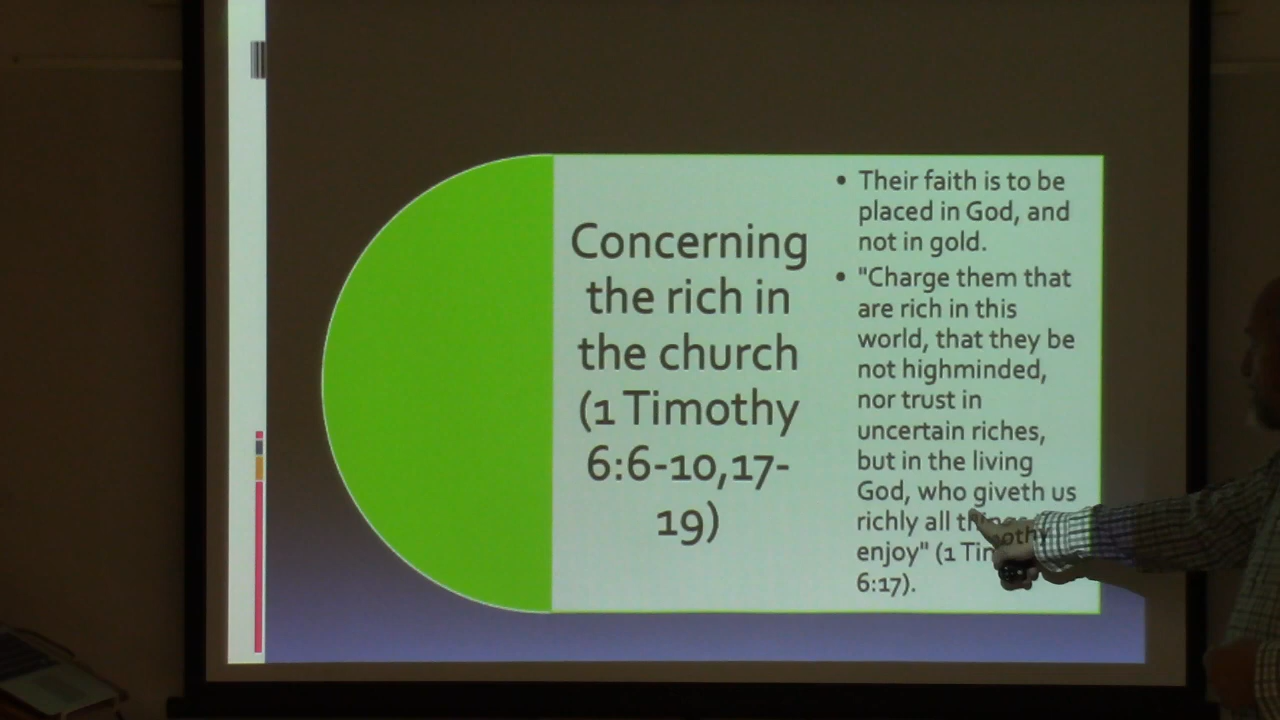 Concerning
the rich in
the church
(1 Timothy
6:6-10,17-
19)
• Their faith is to be
placed in God, and
not in gold.
• "Charge them that
are rich in this
world, that they be
not highminded,
nor trust in
uncertain riches,
but in the living
God, who giveth us
richly all
enjoy" (1 Timothy
6:17).